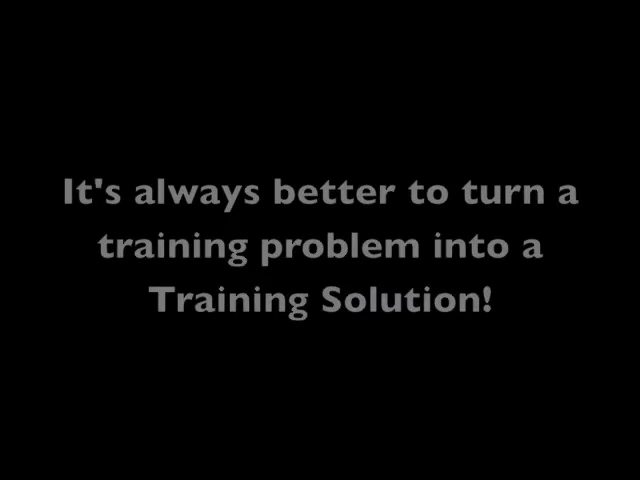 It's always better to turn a
training problem into a
Training Solution!